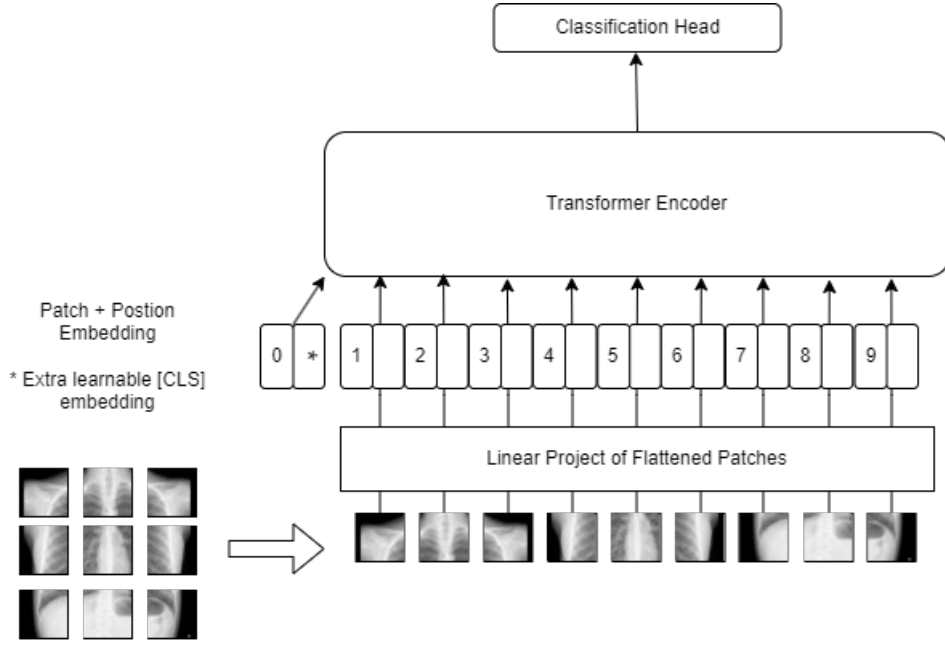 Classification Head
Transformer Encoder
Patch + Postion
Embedding
* Extra learnable [CLS]
embedding
0 * 1 2 3 4 5 6 7 8 9
Linear Project of Flattened Patches